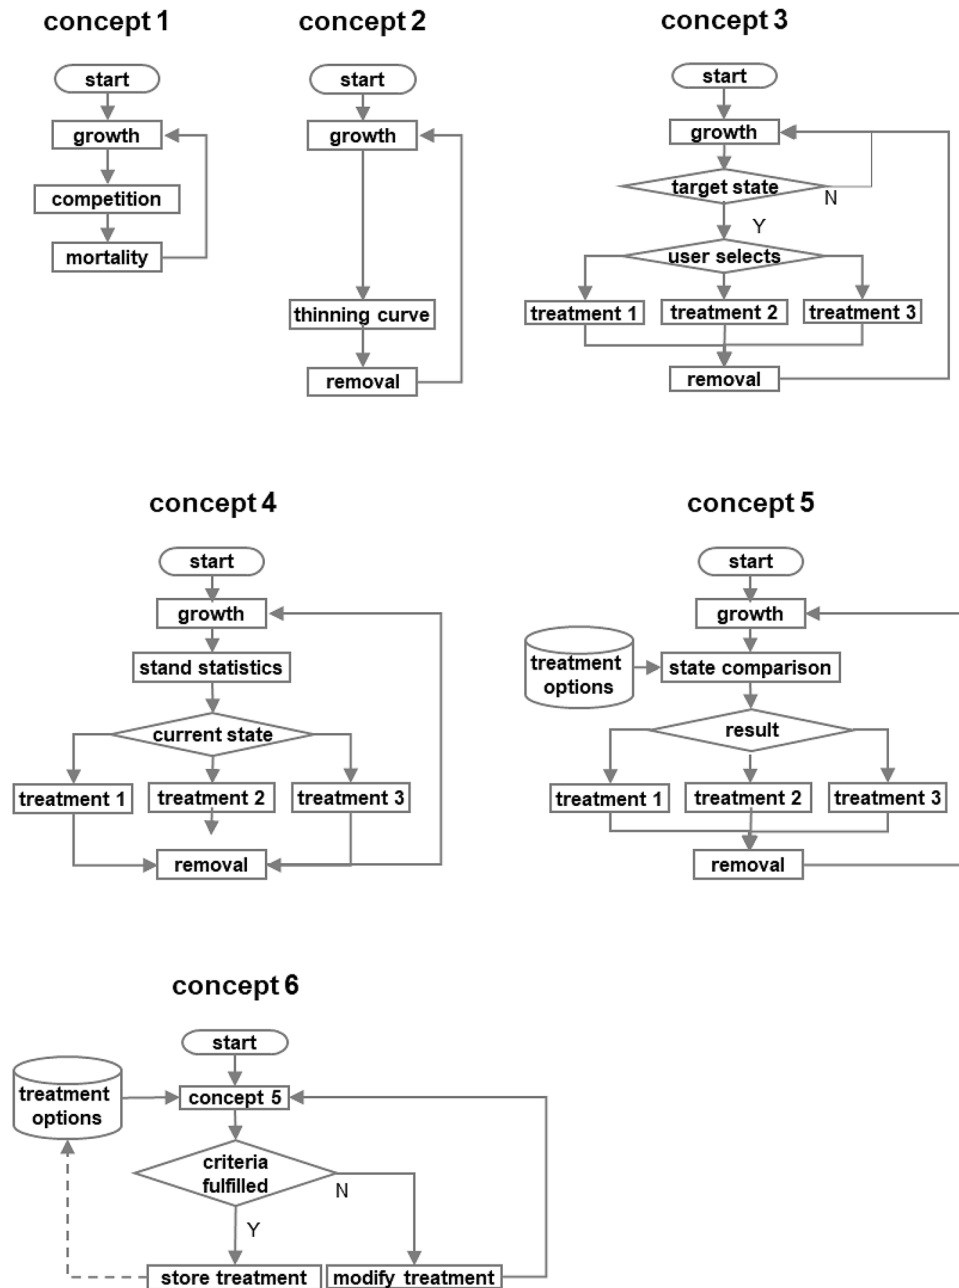 concept 1
start
growth
competition
mortality
concept 2
start
growth
thinning curve
removal
concept 3
start
growth
target state
N
Y
user selects
treatment 1
treatment 2
treatment 3
removal
concept 4
start
growth
stand statistics
current state
treatment 1
treatment 2
treatment 3
removal
concept 5
start
growth
treatment
options
state comparison
result
treatment 1
treatment 2
treatment 3
removal
concept 6
start
treatment
options
concept 5
criteria
fulfilled
N
Y
store treatment
modify treatment